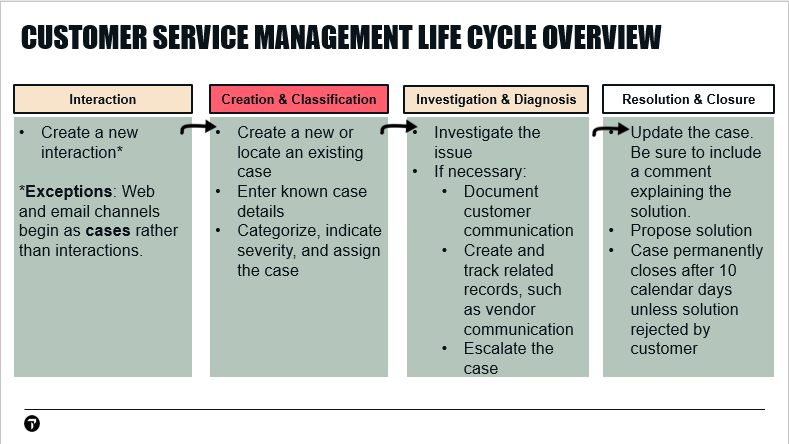 CUSTOMER SERVICE MANAGEMENT LIFE CYCLE OVERVIEW
Interaction
• Create a new
interaction*
*Exceptions: Web
and email channels
begin as cases rather
than interactions.
Creation & Classification
• Create a new or
locate an existing
case
• Enter known case
details
• Categorize, indicate
severity, and assign
the case
Investigation & Diagnosis
• Investigate the
issue
• If necessary:
• Document
customer
communication
• Create and
track related
records, such
as vendor
communication
• Escalate the
case
Resolution & Closure
• Update the case.
Be sure to include
a comment
explaining the
solution.
• Propose solution
• Case permanently
closes after 10
calendar days
unless solution
rejected by
customer